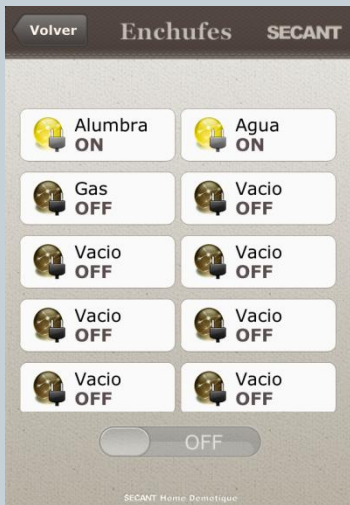 Volver Enchufes SECANT
Alumbra Agua
ON ON
Gas Vacio
OFF OFF
Vacio Vacio
OFF OFF
Vacio Vacio
OFF OFF
Vacio Vacio
OFF OFF
OFF
SECANT Home Demotique